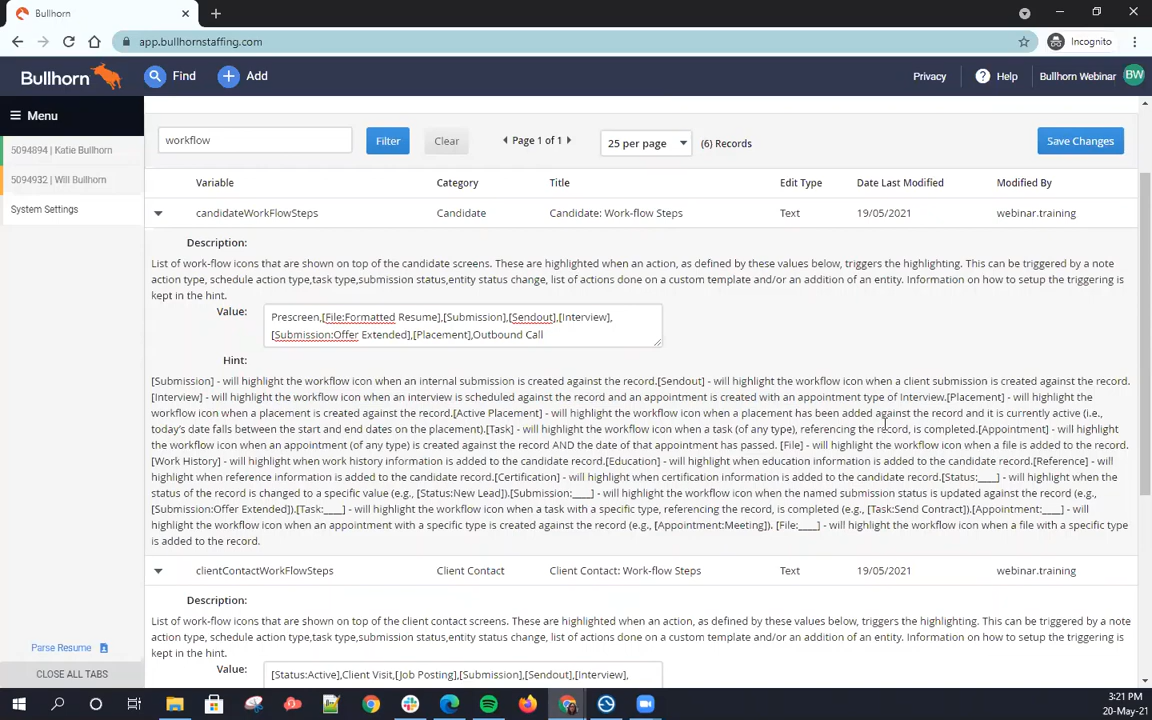 Bullhorn
app.bullhornstaffing.com
Incognito
Bullhorn
Find
Add
Privacy
Help
Bullhorn Webinar
BW
Menu
5094894 | Katie Bullhorn
5094932 | Will Bullhorn
System Settings
workflow
Filter
Clear
Page 1 of 1
25 per page
(6) Records
Save Changes
Variable
Category
Title
Edit Type
Date Last Modified
Modified By
candidateWorkFlowSteps
Candidate
Candidate: Work-flow Steps
Text
19/05/2021
webinar.training
Description:
List of work-flow icons that are shown on top of the candidate screens. These are highlighted when an action, as defined by these values below, triggers the highlighting. This can be triggered by a note
action type, schedule action type,task type,submission status,entity status change, list of actions done on a custom template and/or an addition of an entity. Information on how to setup the triggering is
kept in the hint.
Value:
Prescreen,[File:Formatted Resume],[Submission],[Sendout],[Interview],
[Submission:Offer Extended],[Placement],Outbound Call
Hint:
[Submission] - will highlight the workflow icon when an internal submission is created against the record.[Sendout] - will highlight the workflow icon when a client submission is created against the record.
[Interview] - will highlight the workflow icon when an interview is scheduled against the record and an appointment is created with an appointment type of Interview.[Placement] - will highlight the
workflow icon when a placement is created against the record.[Active Placement] - will highlight the workflow icon when a placement has been added against the record and it is currently active (i.e.,
today's date falls between the start and end dates on the placement).[Task] - will highlight the workflow icon when a task (of any type), referencing the record, is completed.[Appointment] - will highlight
the workflow icon when an appointment (of any type) is created against the record AND the date of that appointment has passed. [File] - will highlight the workflow icon when a file is added to the record.
[Work History] - will highlight when work history information is added to the candidate record.[Education] - will highlight when education information is added to the candidate record.[Reference] - will
highlight when reference information is added to the candidate record.[Certification] - will highlight when certification information is added to the candidate record.[Status:____] - will highlight when the
status of the record is changed to a specific value (e.g., [Status:New Lead]).[Submission:____] - will highlight the workflow icon when the named submission status is updated against the record (e.g.,
[Submission:Offer Extended]).[Task:____] - will highlight the workflow icon when a task with a specific type, referencing the record, is completed (e.g., [Task:Send Contract]).[Appointment:____] - will
highlight the workflow icon when an appointment with a specific type is created against the record (e.g., [Appointment:Meeting]). [File:____] - will highlight the workflow icon when a file with a specific type
is added to the record.
clientContactWorkFlowSteps
Client Contact
Client Contact: Work-flow Steps
Text
19/05/2021
webinar.training
Description:
List of work-flow icons that are shown on top of the client contact screens. These are highlighted when an action, as defined by these values below, triggers the highlighting. This can be triggered by a note
action type, schedule action type,task type,submission status,entity status change, list of actions done on a custom template and/or an addition of an entity. Information on how to setup the triggering is
kept in the hint.
Value:
[Status:Active],Client Visit,[Job Posting],[Submission],[Sendout],[Interview],
Parse Resume
CLOSE ALL TABS
3:21 PM
20-May-21